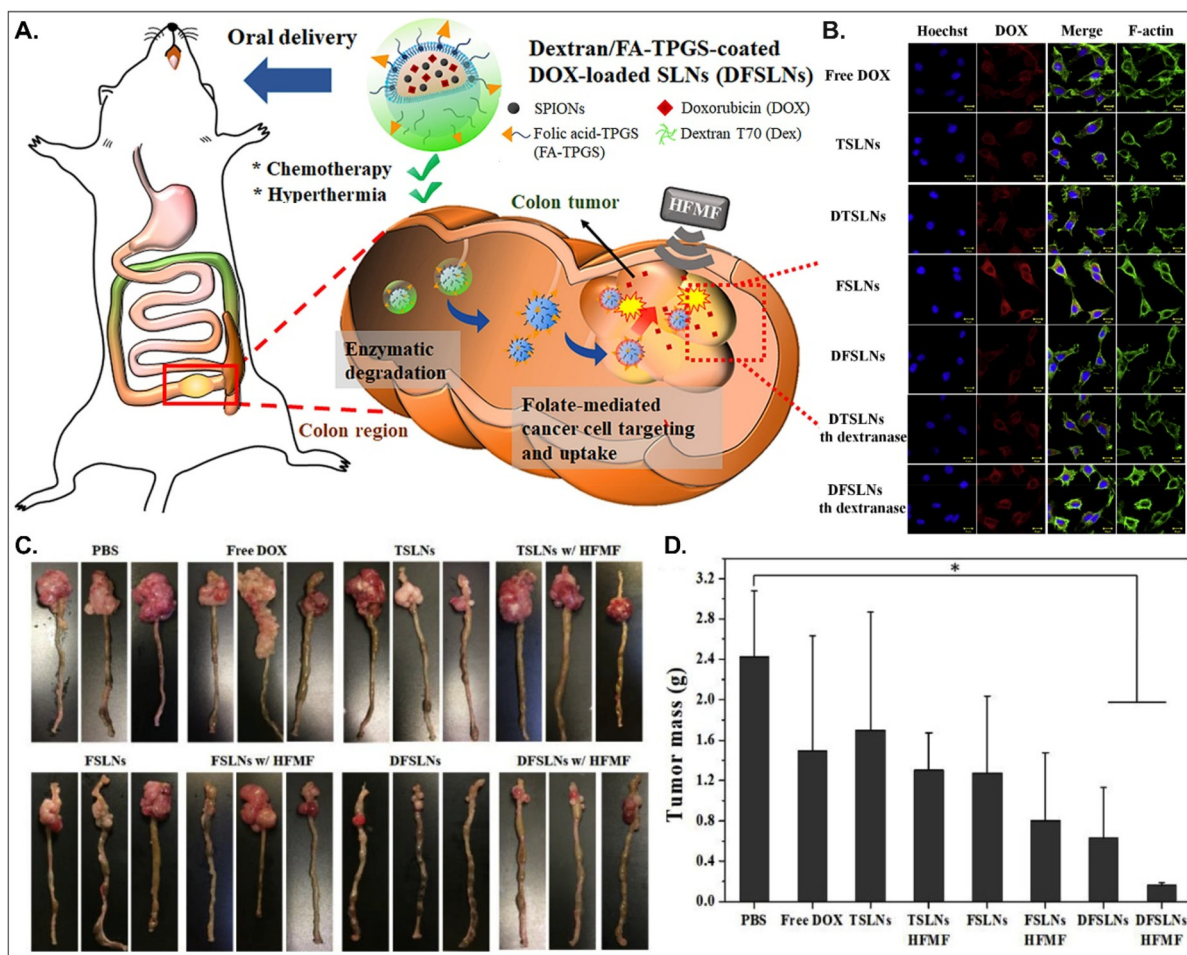 A.
Oral delivery
Dextran/FA-TPGS-coated
DOX-loaded SLNs (DFSLNs)
SPIONs
Doxorubicin (DOX)
Folic acid-TPGS
(FA-TPGS)
Dextran T70 (Dex)
* Chemotherapy
* Hyperthermia
Colon tumor
HFMF
Enzymatic
degradation
Folate-mediated
cancer cell targeting
and uptake
Colon region
B.
Hoechst DOX Merge F-actin
Free DOX
TSLNs
DTSLNs
FSLNs
DFSLNs
DTSLNs
th dextranase
DFSLNs
th dextranase
C.
PBS Free DOX TSLNs TSLNs w/ HFMF
FSLNs FSLNs w/ HFMF DFSLNs DFSLNs w/ HFMF
D.
*
Tumor mass (g)
3.2
2.8
2.4
2.0
1.6
1.2
0.8
0.4
0.0
PBS Free DOX TSLNs TSLNs FSLNs FSLNs DFSLNs DFSLNs
HFMF HFMF HFMF